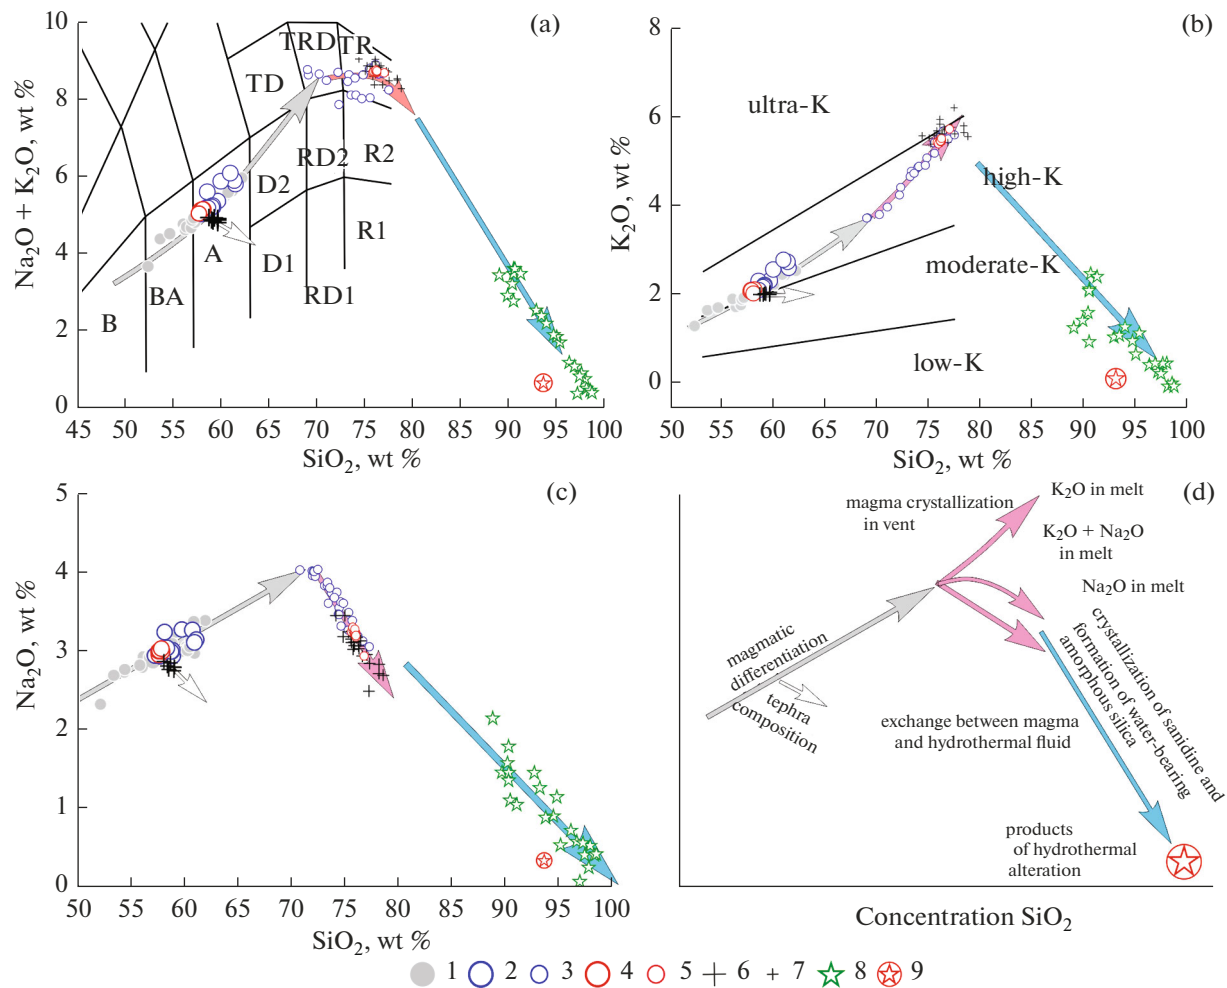 (a)
10
8
6
4
2
0
Na₂O + K₂O, wt %
TRD
TR
TD
RD2
R2
D2
A
D1
R1
BA
RD1
B
45 50 55 60 65 70 75 80 85 90 95 100
SiO₂, wt %
(b)
8
6
4
2
0
K₂O, wt %
ultra-K
high-K
moderate-K
low-K
50 60 65 70 75 80 85 90 95 100
SiO₂, wt %
(c)
5
4
3
2
1
0
Na₂O, wt %
50 55 60 65 70 75 80 85 90 95 100
SiO₂, wt %
(d)
K₂O in melt
magma crystallization
in vent
K₂O + Na₂O
in melt
Na₂O in melt
magmatic
differentiation
tephra
composition
crystallization of sanidine and
formation of water-bearing
amorphous silica
exchange between magma
and hydrothermal fluid
products
of hydrothermal
alteration
Concentration SiO₂
1 2 3 4 5 6 7 8 9